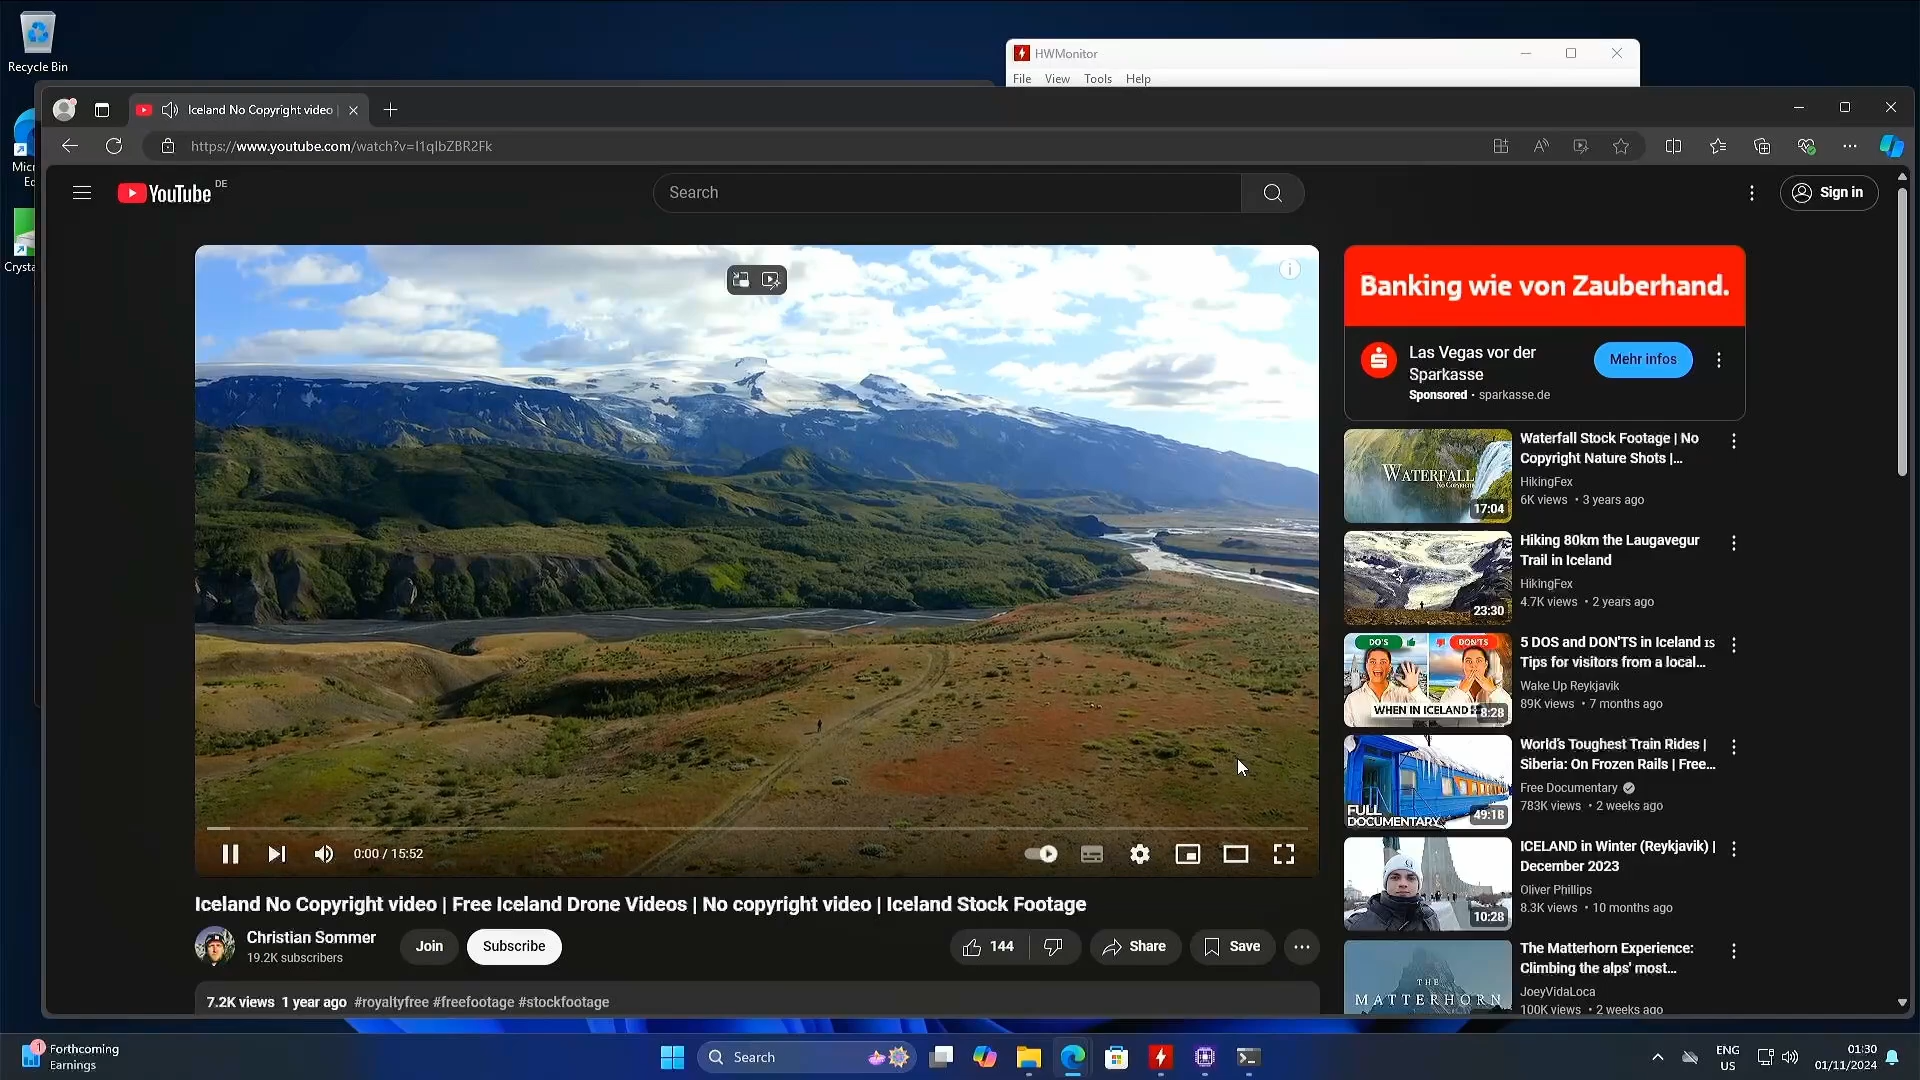 Recycle Bin
HWMonitor
File View Tools Help
Iceland No Copyright video |
https://www.youtube.com/watch?v=I1qIbZBR2Fk
YouTube DE
Search
Sign in
Banking wie von Zauberhand.
Las Vegas vor der
Sparkasse
Mehr infos
Sponsored · sparkasse.de
WATERFALL
17:04
Waterfall Stock Footage | No
Copyright Nature Shots |...
HikingFex
6K views • 3 years ago
23:30
Hiking 80km the Laugavegur
Trail in Iceland
HikingFex
4.7K views • 2 years ago
DO'S DON'TS
WHEN IN ICELAND
8:28
5 DOS and DON'TS in Iceland ɪs
Tips for visitors from a local...
Wake Up Reykjavik
89K views • 7 months ago
FULL
DOCUMENTARY
49:18
World's Toughest Train Rides |
Siberia: On Frozen Rails | Free...
Free Documentary
783K views • 2 weeks ago
10:28
ICELAND in Winter (Reykjavik) |
December 2023
Oliver Phillips
8.3K views • 10 months ago
THE
MATTERHORN
The Matterhorn Experience:
Climbing the alps' most...
JoeyVidaLoca
100K views • 2 weeks ago
0:00 / 15:52
Iceland No Copyright video | Free Iceland Drone Videos | No copyright video | Iceland Stock Footage
Christian Sommer
19.2K subscribers
Join
Subscribe
144
Share
Save
7.2K views 1 year ago #royaltyfree #freefootage #stockfootage
1
Forthcoming
Earnings
Search
ENG
US
01:30
01/11/2024